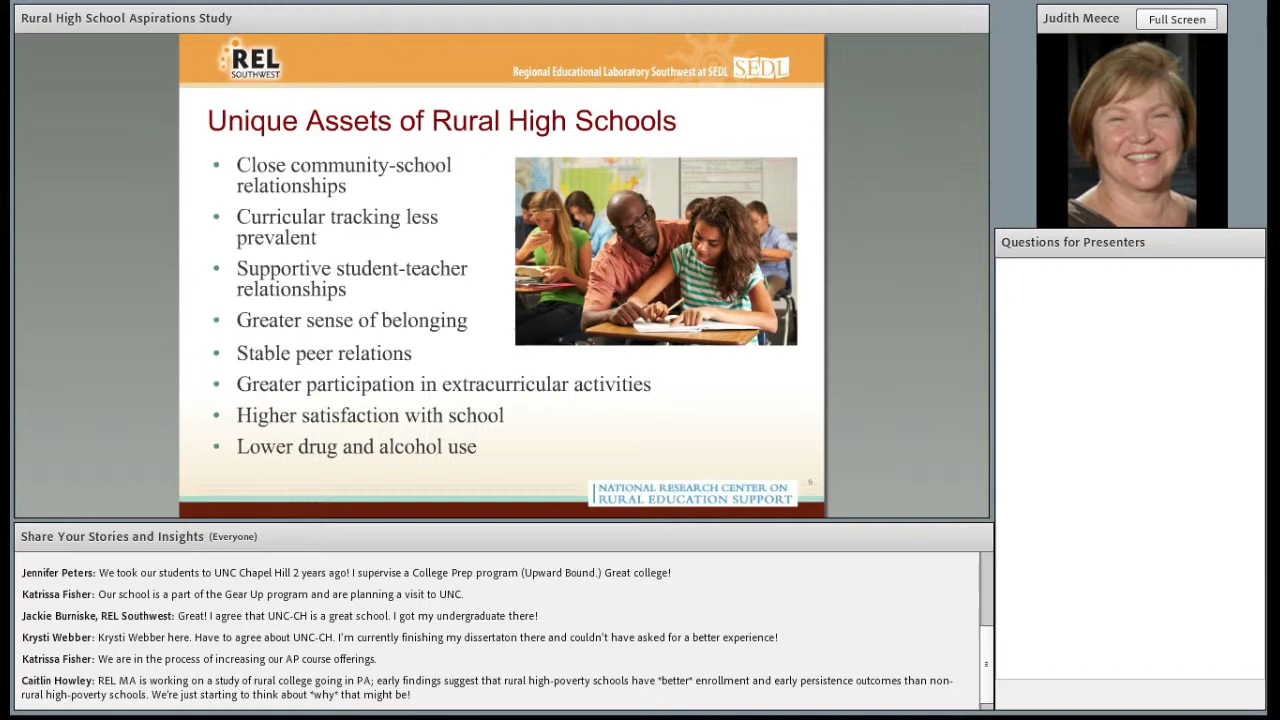 Rural High School Aspirations Study
Judith Meece
Full Screen
REL
SOUTHWEST
Regional Educational Laboratory Southwest at SEDL
SEDL
Unique Assets of Rural High Schools
• Close community-school
relationships
• Curricular tracking less
prevalent
• Supportive student-teacher
relationships
• Greater sense of belonging
• Stable peer relations
• Greater participation in extracurricular activities
• Higher satisfaction with school
• Lower drug and alcohol use
NATIONAL RESEARCH CENTER ON
RURAL EDUCATION SUPPORT
Questions for Presenters
Share Your Stories and Insights (Everyone)
Jennifer Peters: We took our students to UNC Chapel Hill 2 years ago! I supervise a College Prep program (Upward Bound.) Great college!
Katrissa Fisher: Our school is a part of the Gear Up program and are planning a visit to UNC.
Jackie Burniske, REL Southwest: Great! I agree that UNC-CH is a great school. I got my undergraduate there!
Krysti Webber: Krysti Webber here. Have to agree about UNC-CH. I'm currently finishing my dissertaton there and couldn't have asked for a better experience!
Katrissa Fisher: We are in the process of increasing our AP course offerings.
Caitlin Howley: REL MA is working on a study of rural college going in PA; early findings suggest that rural high-poverty schools have *better* enrollment and early persistence outcomes than non-
rural high-poverty schools. We're just starting to think about *why* that might be!